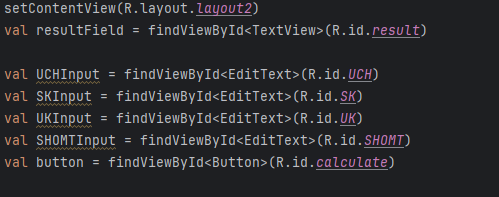 setContentView(R.layout.layout2)
val resultField = findViewById<TextView>(R.id.result)
val UCHInput = findViewById<EditText>(R.id.UCH)
val SKInput = findViewById<EditText>(R.id.SK)
val UKInput = findViewById<EditText>(R.id.UK)
val SHOMTInput = findViewById<EditText>(R.id.SHOMT)
val button = findViewById<Button>(R.id.calculate)